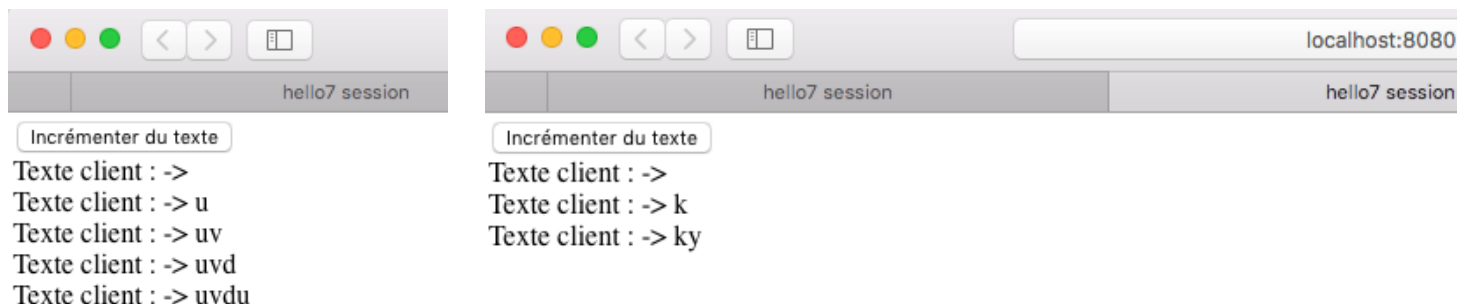 hello7 session
Incrémenter du texte
Texte client : ->
Texte client : -> u
Texte client : -> uv
Texte client : -> uvd
Texte client : -> uvdu
localhost:8080
hello7 session
hello7 session
Incrémenter du texte
Texte client : ->
Texte client : -> k
Texte client : -> ky